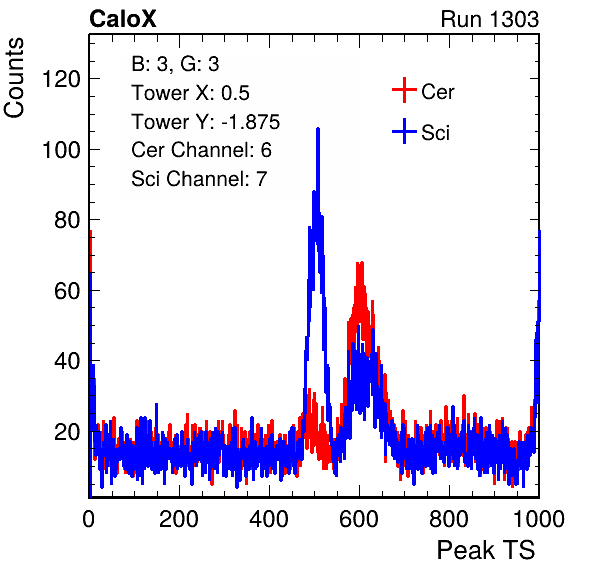 CaloX Run 1303
Counts
B: 3, G: 3
Tower X: 0.5
Tower Y: -1.875
Cer Channel: 6
Sci Channel: 7
Cer
Sci
120
100
80
60
40
20
0 200 400 600 800 1000
Peak TS